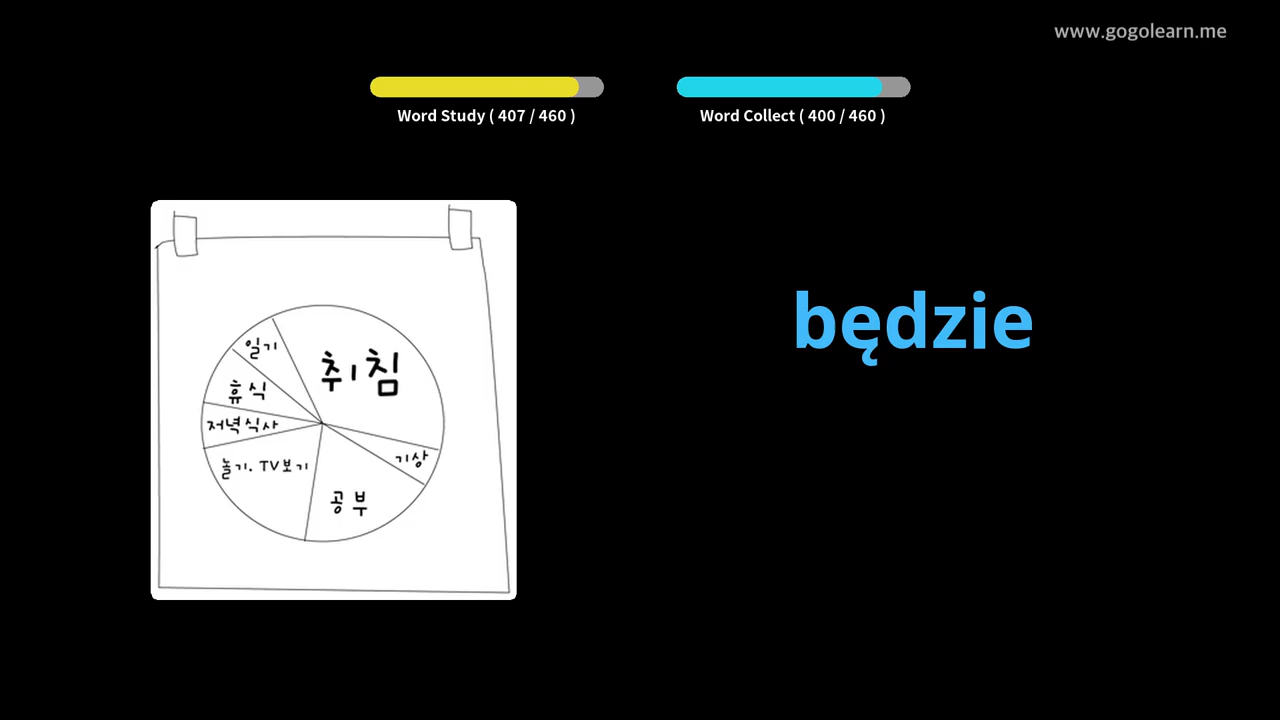 www.gogolearn.me
Word Study ( 407 / 460 )
Word Collect ( 400 / 460 )
일기
취침
휴식
저녁식사
놀기. TV보기
기상
공부
będzie